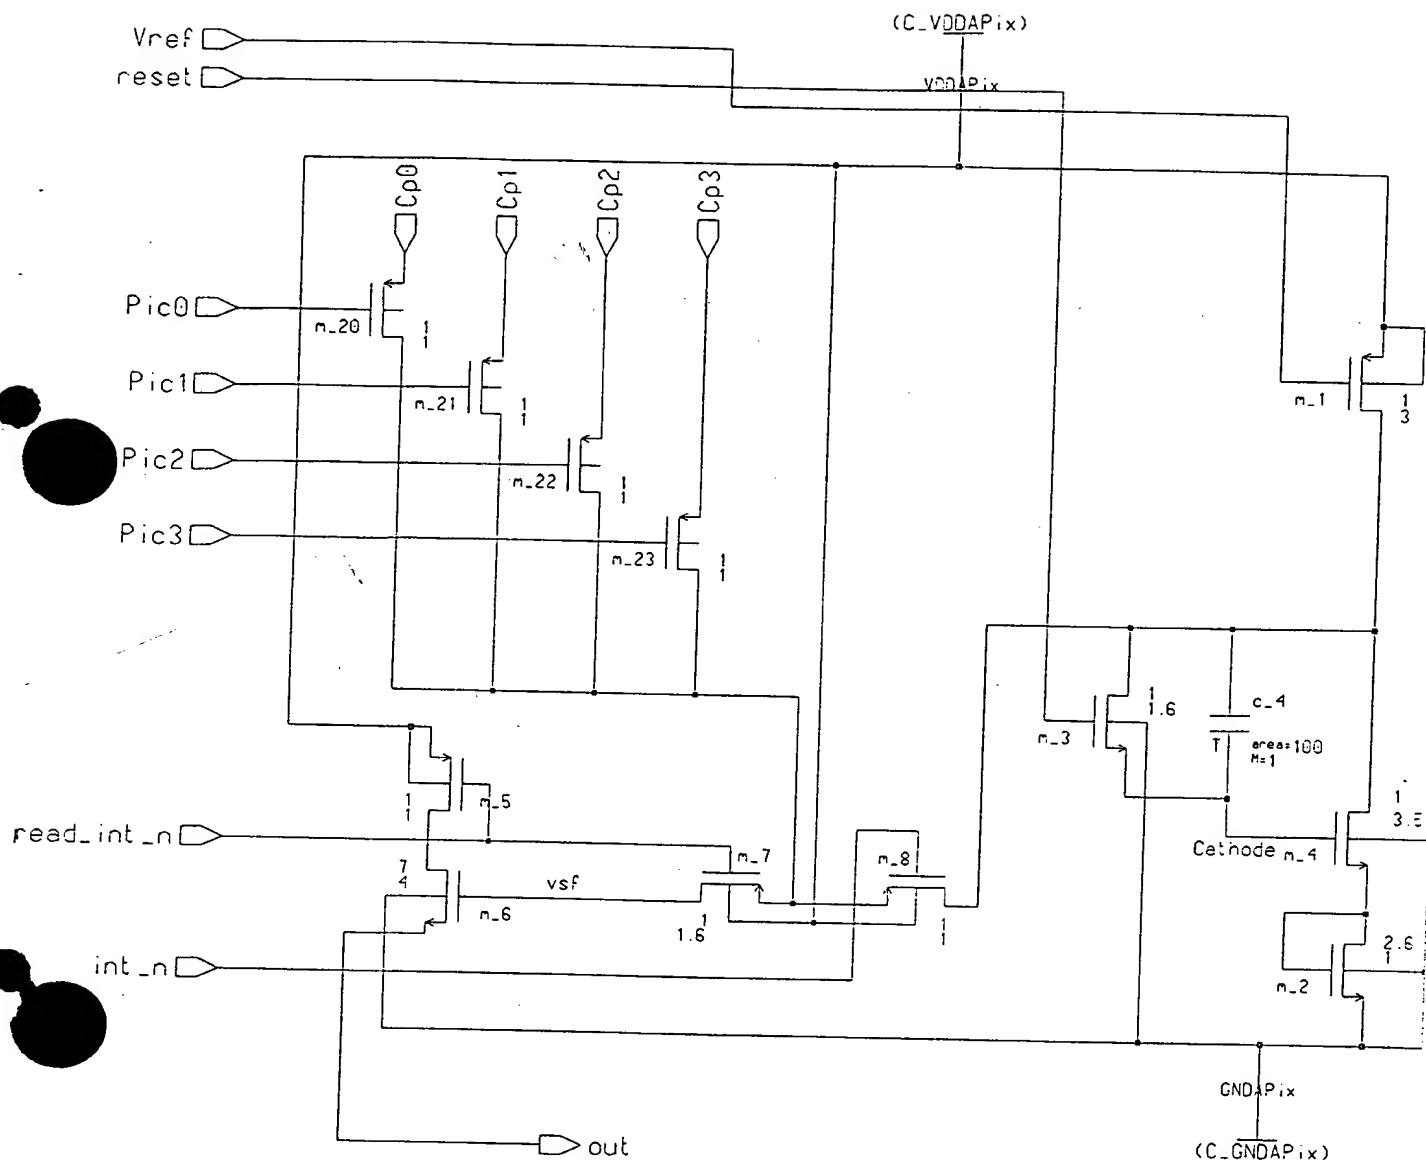 (C_VDDAPix)
Vref
reset
VDDAPix
Cp0
Cp1
Cp2
Cp3
Pic0
m_20
1
1
Pic1
m_21
1
1
m_1
1
3
Pic2
m_22
1
1
Pic3
m_23
1
1
1
1.6
c_4
m_3
T
area=100
M=1
m_5
1
1
1
read_int_n
Cathode
m_4
m_7
m_8
7
4
vsf
m_6
1
1.6
1
1
2.6
1
int_n
m_2
GNDAPix
out
(C_GNDAPix)